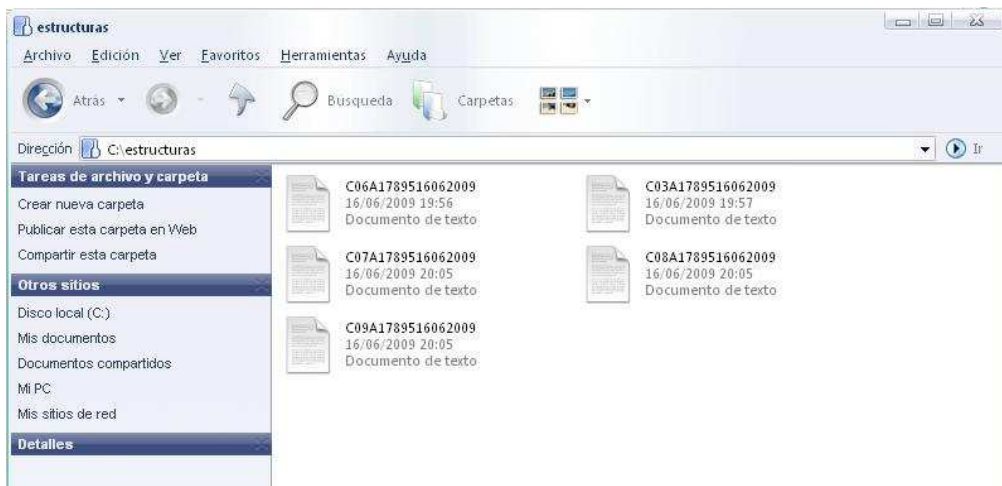 estructuras
Archivo Edición Ver Favoritos Herramientas Ayuda
Atrás Busqueda Carpetas
Dirección C:\estructuras Ir
Tareas de archivo y carpeta
Crear nueva carpeta
Publicar esta carpeta en Web
Compartir esta carpeta
Otros sitios
Disco local (C:)
Mis documentos
Documentos compartidos
Mi PC
Mis sitios de red
Detalles
C06A1789516062009
16/06/2009 19:56
Documento de texto
C03A1789516062009
16/06/2009 19:57
Documento de texto
C07A1789516062009
16/06/2009 20:05
Documento de texto
C08A1789516062009
16/06/2009 20:05
Documento de texto
C09A1789516062009
16/06/2009 20:05
Documento de texto